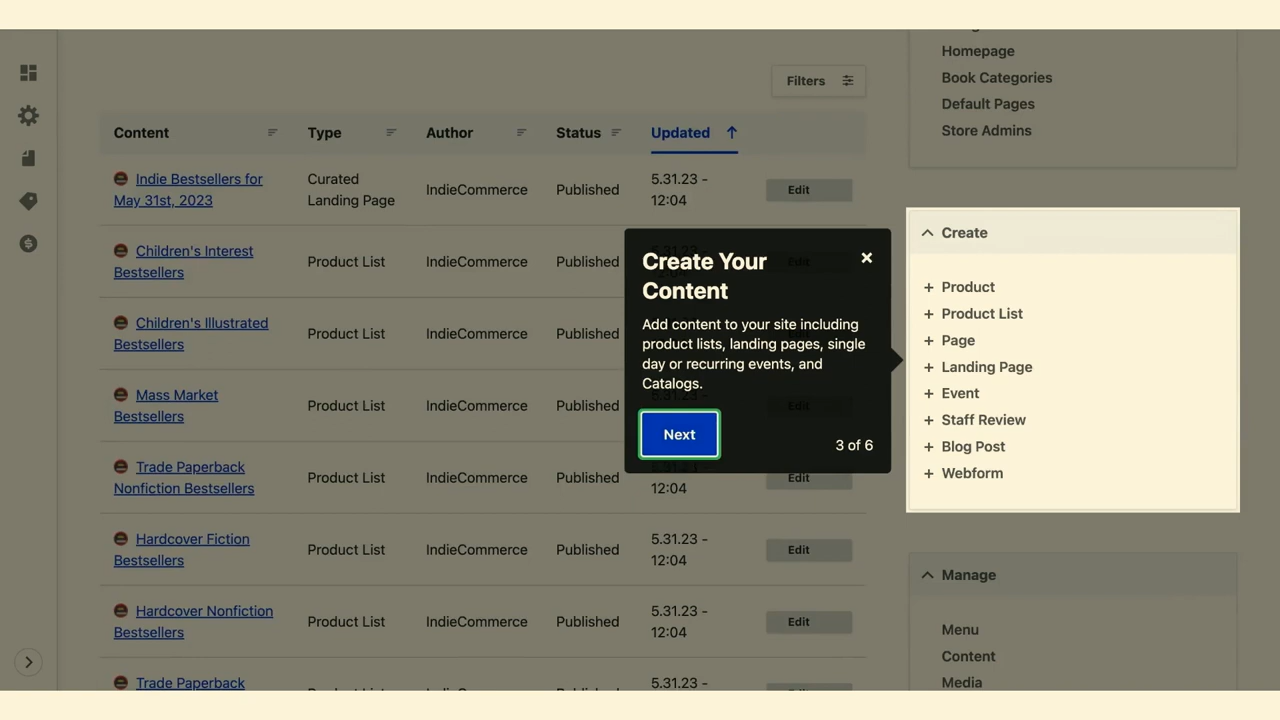 Filters
Content Type Author Status Updated
Indie Bestsellers for
May 31st, 2023
Curated
Landing Page
IndieCommerce
Published
5.31.23 -
12:04
Edit
Children's Interest
Bestsellers
Product List
IndieCommerce
Published
Children's Illustrated
Bestsellers
Product List
IndieCommerce
Published
Mass Market
Bestsellers
Product List
IndieCommerce
Published
Trade Paperback
Nonfiction Bestsellers
Product List
IndieCommerce
Published
12:04
Edit
Hardcover Fiction
Bestsellers
Product List
IndieCommerce
Published
5.31.23 -
12:04
Edit
Hardcover Nonfiction
Bestsellers
Product List
IndieCommerce
Published
5.31.23 -
12:04
Edit
Trade Paperback
5.31.23 -
Create Your
Content
Add content to your site including
product lists, landing pages, single
day or recurring events, and
Catalogs.
Next
3 of 6
Homepage
Book Categories
Default Pages
Store Admins
Create
+ Product
+ Product List
+ Page
+ Landing Page
+ Event
+ Staff Review
+ Blog Post
+ Webform
Manage
Menu
Content
Media